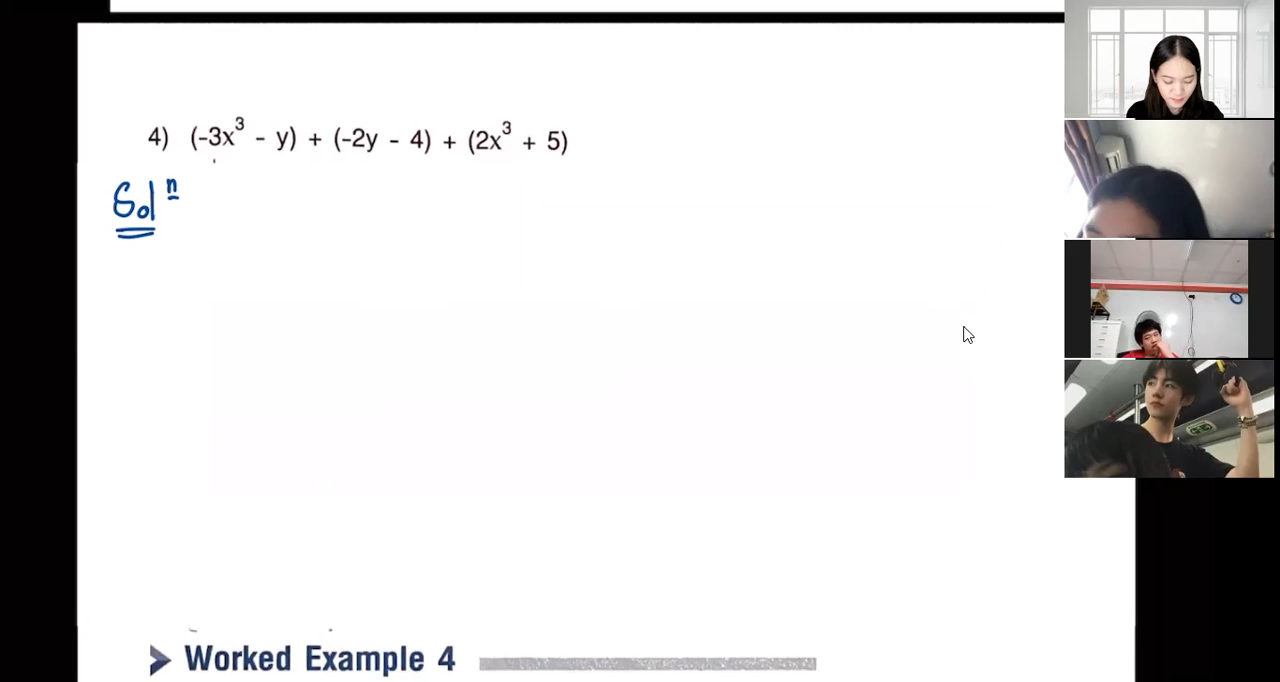 4) (-3x³ - y) + (-2y - 4) + (2x³ + 5)
Solⁿ
Worked Example 4